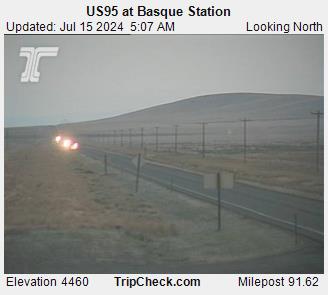 US95 at Basque Station
Updated: Jul 15 2024 5:07 AM Looking North
Elevation 4460 TripCheck.com Milepost 91.62